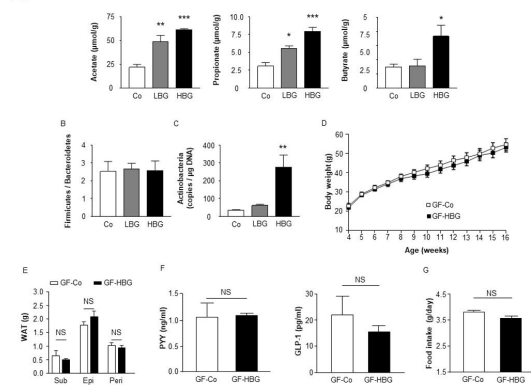 Acetate (µmol/g)
75
50
25
0
**
***
Co LBG HBG
Propionate (µmol/g)
10.0
7.5
5.0
2.5
0
*
***
Co LBG HBG
Butyrate (µmol/g)
10.0
7.5
5.0
2.5
0
*
Co LBG HBG
B
Firmicutes / Bacteroidetes
4
3
2
1
0
Co LBG HBG
C
Actinobacteria
(copies / µg DNA)
400
300
200
100
0
**
Co LBG HBG
D
Body weight (g)
60
50
40
30
20
10
GF-Co
GF-HBG
4 5 6 7 8 9 10 11 12 13 14 15 16
Age (weeks)
E
GF-Co
GF-HBG
WAT (g)
3.0
2.5
2.0
1.5
1.0
0.5
0.0
NS
NS
NS
Sub Epi Peri
F
PYY (ng/ml)
1.5
1.0
0.5
0
NS
GF-Co GF-HBG
GLP-1 (pg/ml)
30
20
10
0
NS
GF-Co GF-HBG
G
Food intake (g/day)
4.5
3.5
2.5
1.5
NS
GF-Co GF-HBG